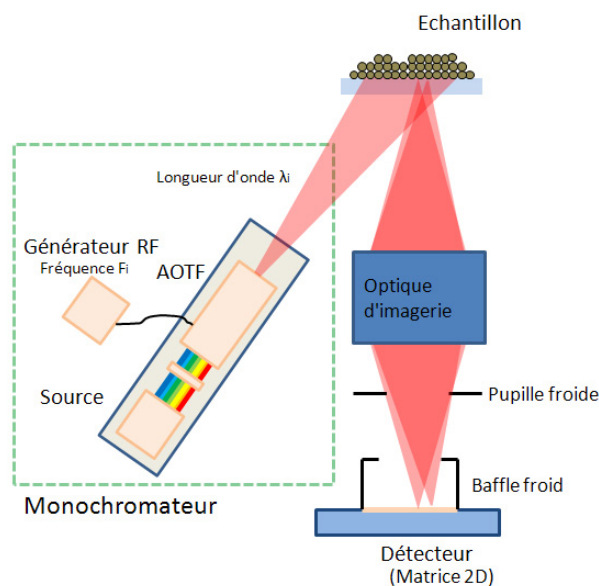 Echantillon
Longueur d'onde λi
Générateur RF
Fréquence Fi
AOTF
Optique
d'imagerie
Source
Pupille froide
Baffle froid
Monochromateur
Détecteur
(Matrice 2D)